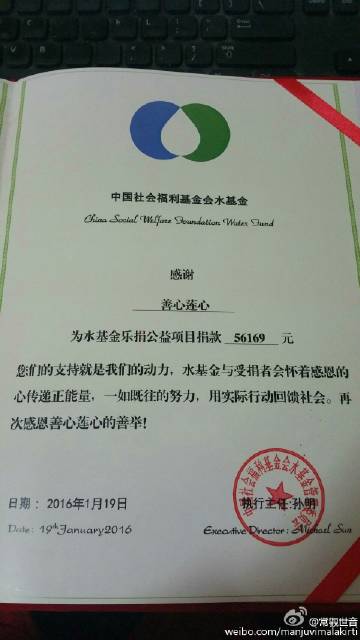 中国社会福利基金会水基金
China Social Welfare Foundation Water Fund
感谢
善心莲心
为水基金乐捐公益项目捐款 56169 元
您们的支持就是我们的动力，水基金与受捐者会怀着感恩的
心传递正能量，一如既往的努力，用实际行动回馈社会。再
次感恩善心莲心的善举!
日期：2016年1月19日
执行主任:孙明
Date: 19th January 2016
Executive Director: Michael Sun
中国社会福利基金会水基金管理委员会
@常观世音
weibo.com/manjuvimalakirti